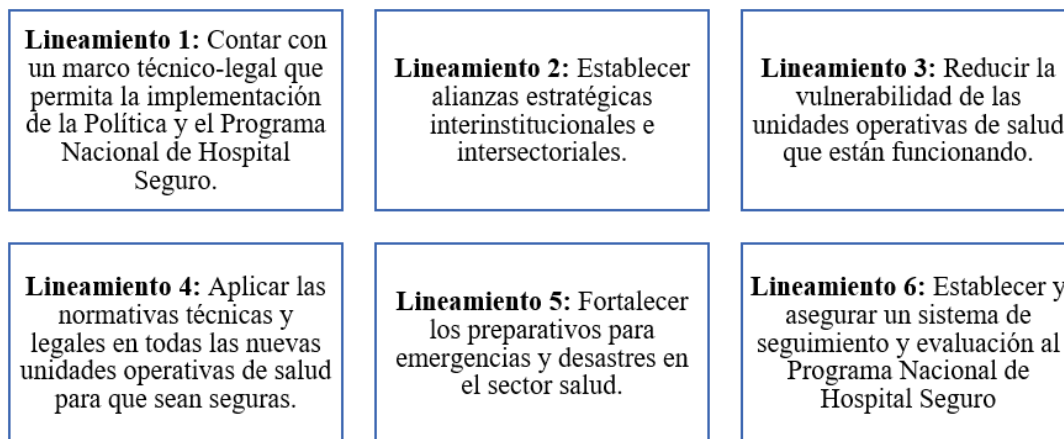 Lineamiento 1: Contar con
un marco técnico-legal que
permita la implementación
de la Política y el Programa
Nacional de Hospital
Seguro.
Lineamiento 2: Establecer
alianzas estratégicas
interinstitucionales e
intersectoriales.
Lineamiento 3: Reducir la
vulnerabilidad de las
unidades operativas de salud
que están funcionando.
Lineamiento 4: Aplicar las
normativas técnicas y
legales en todas las nuevas
unidades operativas de salud
para que sean seguras.
Lineamiento 5: Fortalecer
los preparativos para
emergencias y desastres en
el sector salud.
Lineamiento 6: Establecer y
asegurar un sistema de
seguimiento y evaluación al
Programa Nacional de
Hospital Seguro